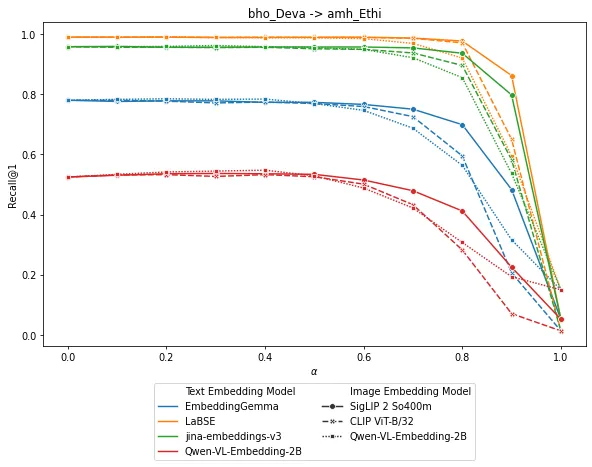 bho_Deva -> amh_Ethi
1.0
0.8
0.6
0.4
0.2
0.0
Recall@1
0.0 0.2 0.4 0.6 0.8 1.0
α
Text Embedding Model Image Embedding Model
EmbeddingGemma SigLIP 2 So400m
LaBSE CLIP ViT-B/32
jina-embeddings-v3 Qwen-VL-Embedding-2B
Qwen-VL-Embedding-2B